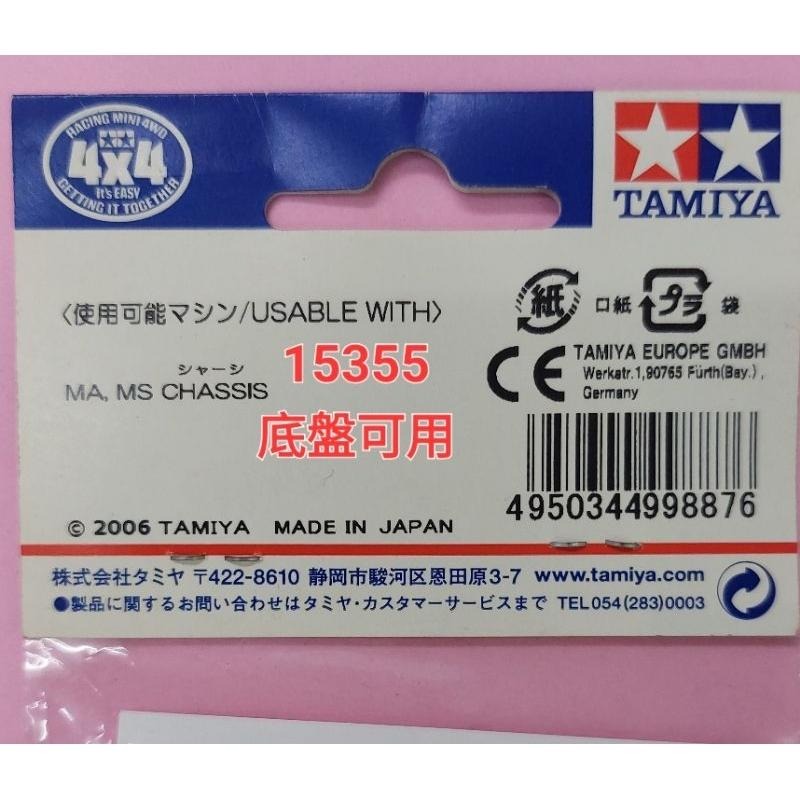 RACING MINI 4WD
4x4
It's EASY
GETTING IT TOGETHER
TAMIYA
〈使用可能マシン/USABLE WITH〉
シャーシ
MA, MS CHASSIS
15355
底盤可用
紙 口紙 プラ 袋
CE TAMIYA EUROPE GMBH
Werkstr.1,90765 Fürth(Bay.),
Germany
4950344998876
© 2006 TAMIYA MADE IN JAPAN
株式会社タミヤ 〒422-8610 静岡市駿河区恩田原3-7 www.tamiya.com
●製品に関するお問い合わせはタミヤ・カスタマーサービスまで TEL054(283)0003